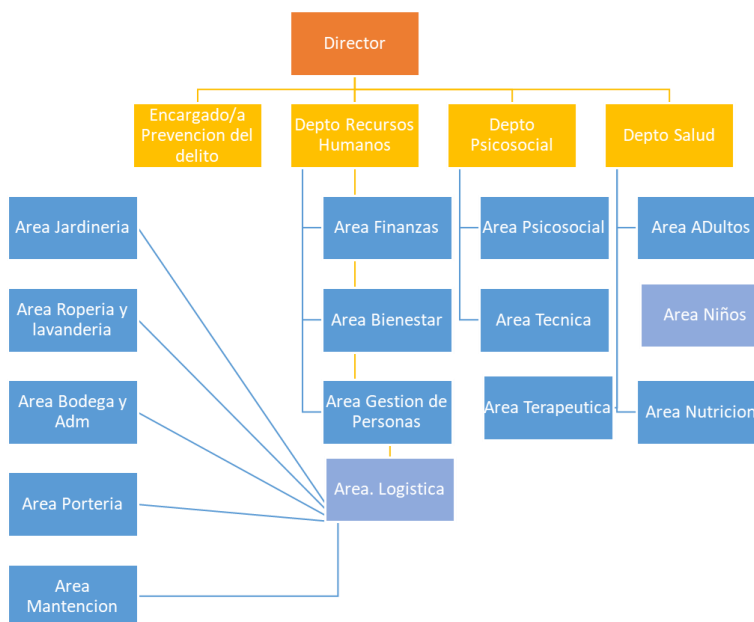 Director
Encargado/a
Prevencion del
delito
Depto Recursos
Humanos
Depto
Psicosocial
Depto Salud
Area Jardineria
Area Finanzas
Area Psicosocial
Area ADultos
Area Roperia y
lavanderia
Area Bienestar
Area Tecnica
Area Niños
Area Bodega y
Adm
Area Gestion de
Personas
Area Terapeutica
Area Nutricion
Area Porteria
Area. Logistica
Area
Mantencion